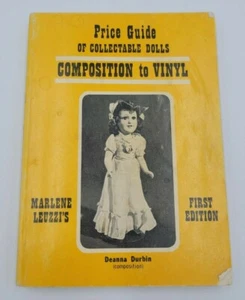 Price Guide
OF COLLECTABLE DOLLS
COMPOSITION to VINYL
MARLENE
LEUZZI'S
FIRST
EDITION
Deanna Durbin
(composition)